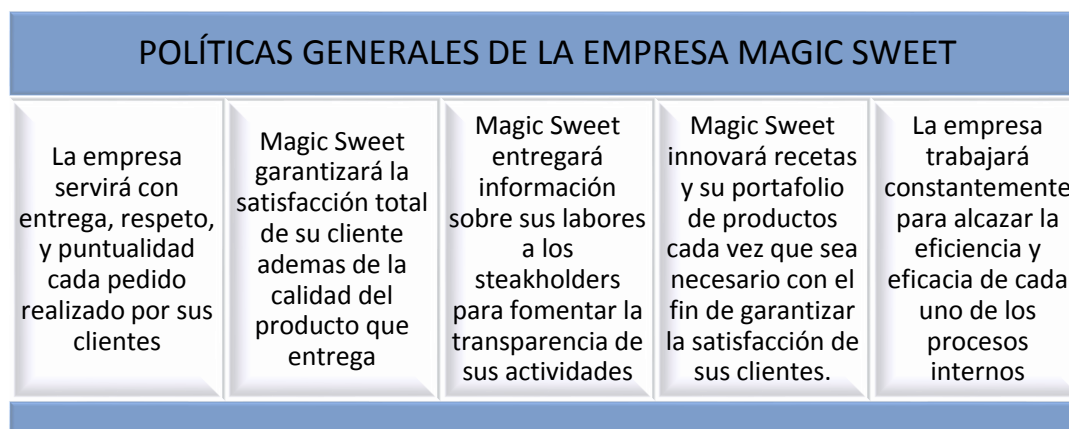 POLÍTICAS GENERALES DE LA EMPRESA MAGIC SWEET
La empresa
servirá con
entrega, respeto,
y puntualidad
cada pedido
realizado por sus
clientes
Magic Sweet
garantizará la
satisfacción total
de su cliente
ademas de la
calidad del
producto que
entrega
Magic Sweet
entregará
información
sobre sus labores
a los
steakholders
para fomentar la
transparencia de
sus actividades
Magic Sweet
innovará recetas
y su portafolio
de productos
cada vez que sea
necesario con el
fin de garantizar
la satisfacción de
sus clientes.
La empresa
trabajará
constantemente
para alcazar la
eficiencia y
eficacia de cada
uno de los
procesos
internos